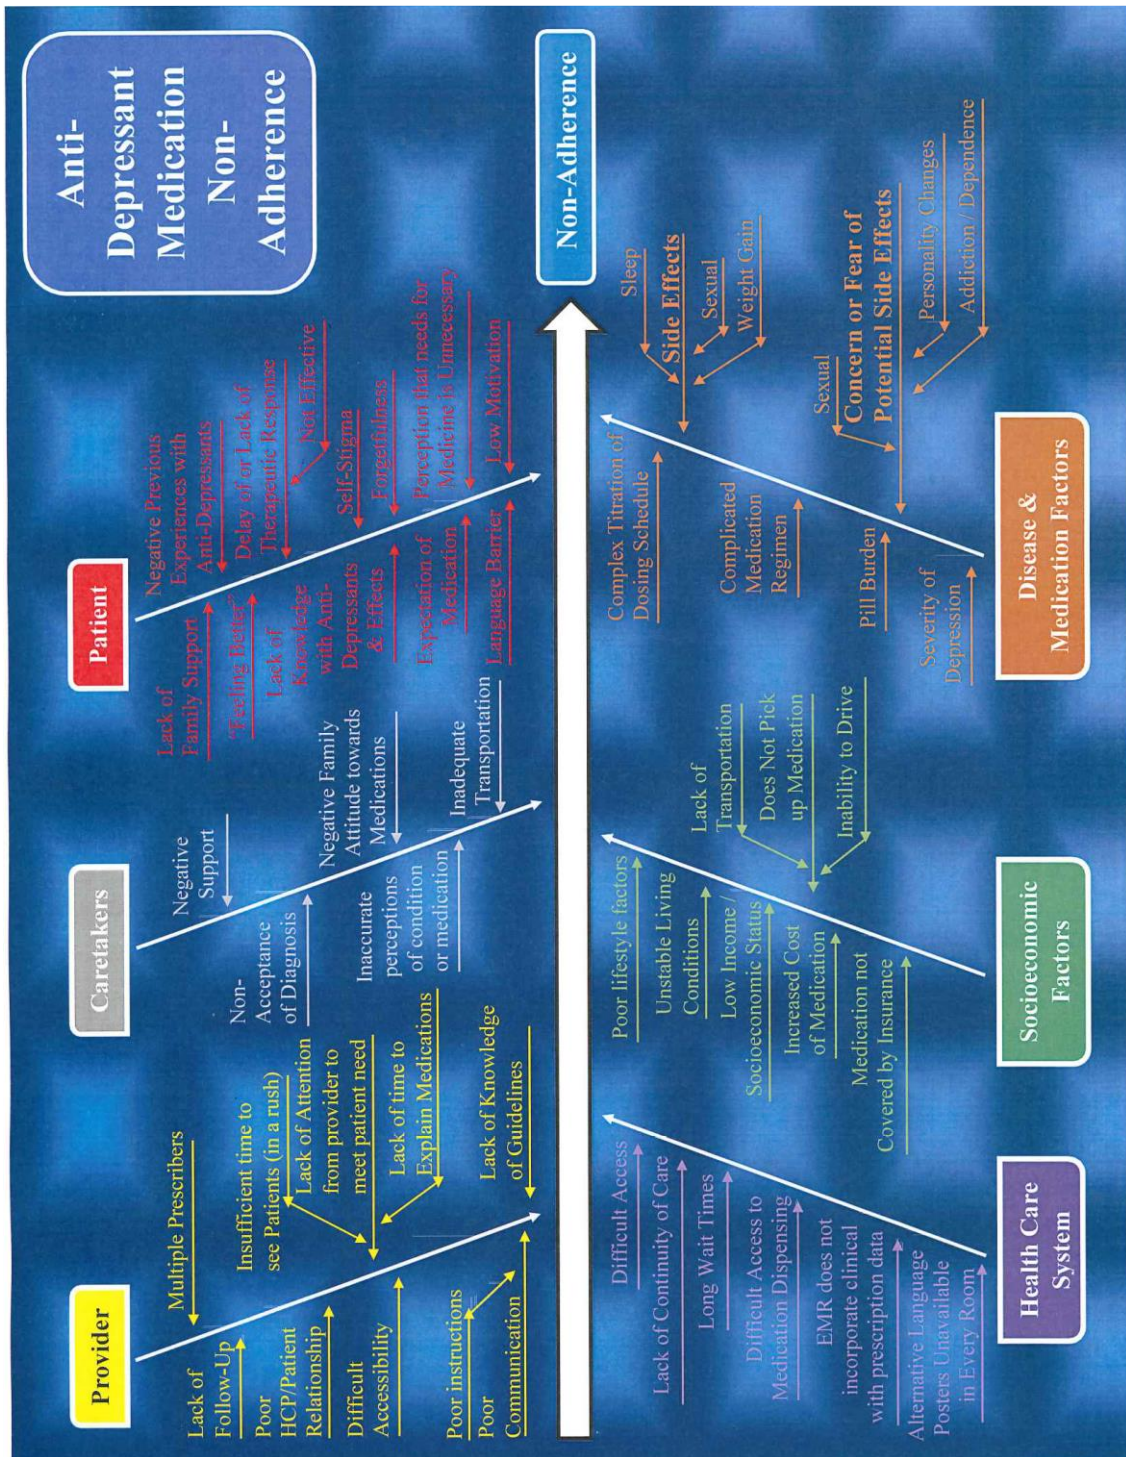 Anti-
Depressant
Medication
Non-
Adherence
Provider
Multiple Prescribers
Insufficient time to
see Patients (in a rush)
Lack of Attention
from provider to
meet patient need
Lack of time to
Explain Medications
Lack of Knowledge
of Guidelines
Lack of
Follow-Up
Poor
HCP/Patient
Relationship
Difficult
Accessibility
Poor instructions
Poor
Communication
Caretakers
Negative
Support
Negative Family
Attitude towards
Medications
Inadequate
Transportation
Non-
Acceptance
of Diagnosis
Inaccurate
perceptions
of condition
or medication
Patient
Negative Previous
Experiences with
Anti-Depressants
Delay of or Lack of
Therapeutic Response
Not Effective
Self-Stigma
Forgetfulness
Perception that needs for
Medicine is Unnecessary
Low Motivation
Lack of
Family Support
"Feeling Better"
Lack of
Knowledge
with Anti-
Depressants
& Effects
Expectation of
Medication
Language Barrier
Non-Adherence
Difficult Access
Lack of Continuity of Care
Long Wait Times
Difficult Access to
Medication Dispensing
EMR does not
incorporate clinical
with prescription data
Alternative Language
Posters Unavailable
in Every Room
Health Care
System
Poor lifestyle factors
Unstable Living
Conditions
Low Income /
Socioeconomic Status
Increased Cost
of Medication
Medication not
Covered by Insurance
Lack of
Transportation
Does Not Pick
up Medication
Inability to Drive
Socioeconomic
Factors
Complex Titration of
Dosing Schedule
Complicated
Medication
Regimen
Pill Burden
Severity of
Depression
Sleep
Side Effects
Sexual
Weight Gain
Sexual
Concern or Fear of
Potential Side Effects
Personality Changes
Addiction / Dependence
Disease &
Medication Factors